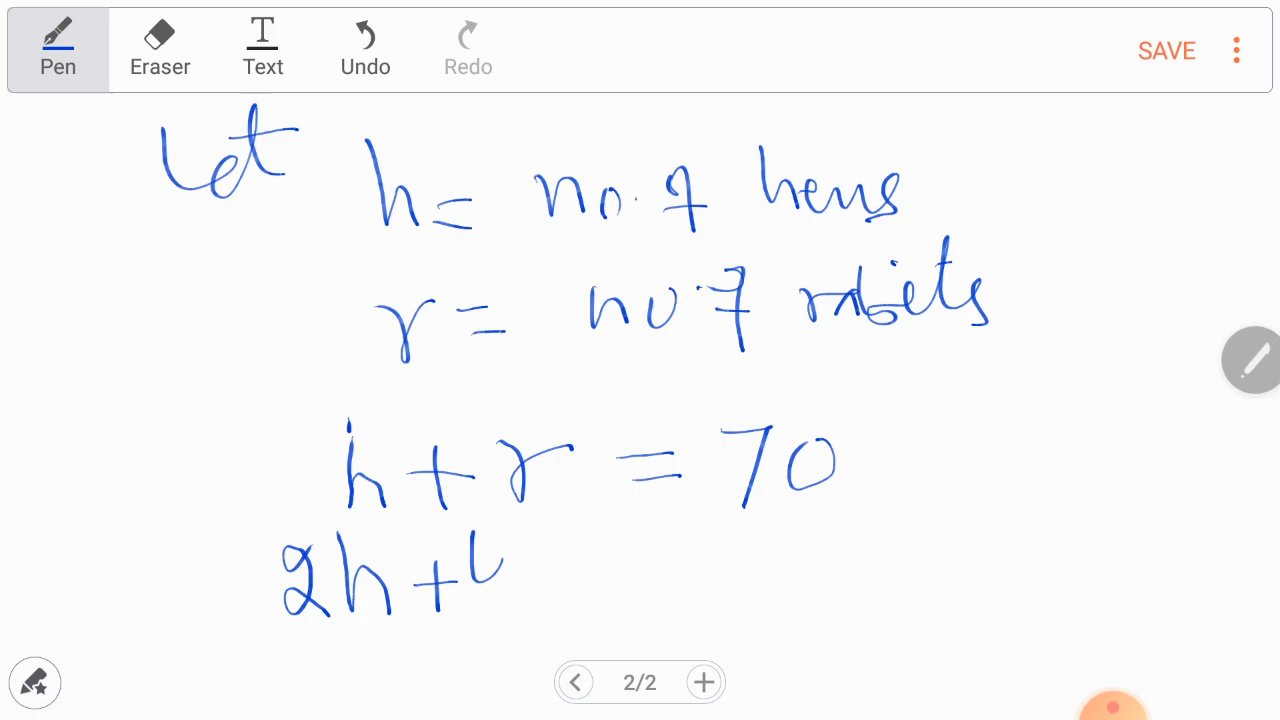 Pen Eraser Text Undo Redo SAVE
Let h = no. of hens
r = no. of rabbits
h + r = 70
2h +
2/2